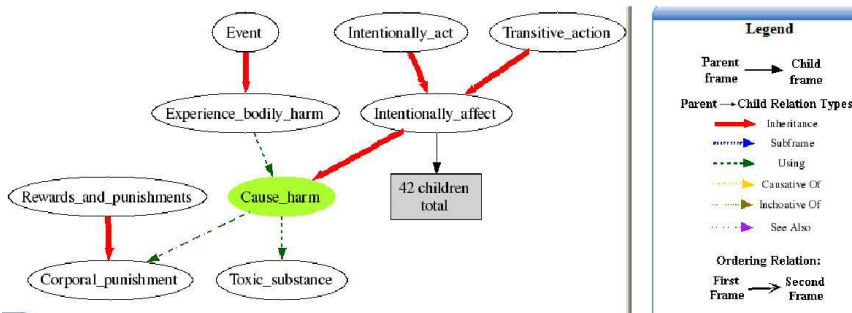 Event
Intentionally_act
Transitive_action
Experience_bodily_harm
Intentionally_affect
Rewards_and_punishments
Cause_harm
42 children
total
Corporal_punishment
Toxic_substance
Legend
Parent
frame
Child
frame
Parent → Child Relation Types
Inheritance
Subframe
Using
Causative Of
Inchoative Of
See Also
Ordering Relation:
First
Frame
Second
Frame